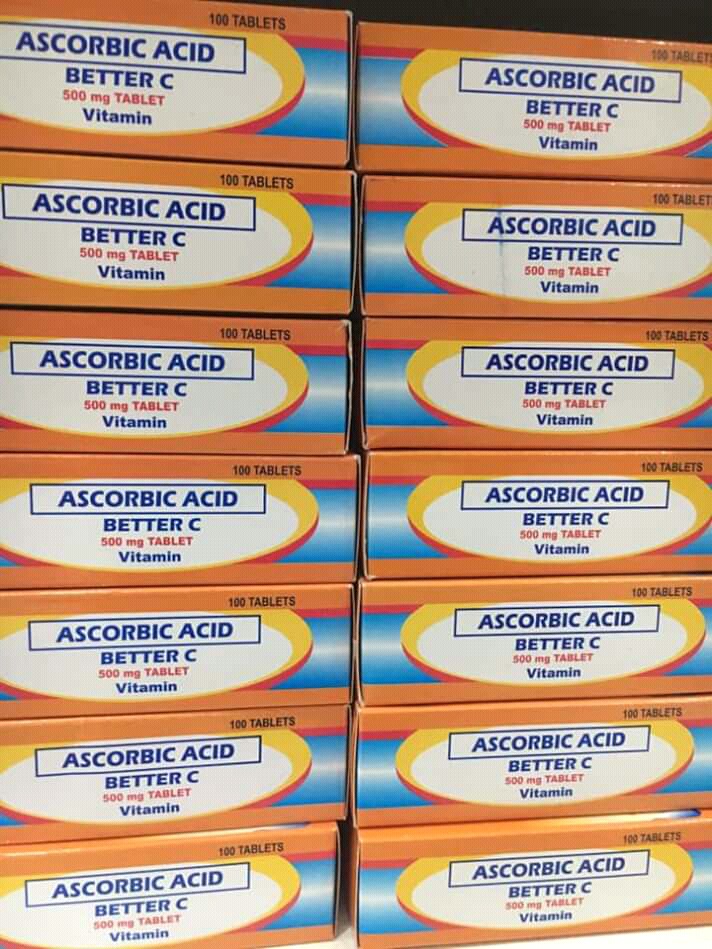 100 TABLETS
ASCORBIC ACID
BETTER C
500 mg TABLET
Vitamin
100 TABLETS
ASCORBIC ACID
BETTER C
500 mg TABLET
Vitamin
100 TABLETS
ASCORBIC ACID
BETTER C
500 mg TABLET
Vitamin
100 TABLET
ASCORBIC ACID
BETTER C
500 mg TABLET
Vitamin
100 TABLETS
ASCORBIC ACID
BETTER C
500 mg TABLET
Vitamin
100 TABLETS
ASCORBIC ACID
BETTER C
500 mg TABLET
Vitamin
100 TABLETS
ASCORBIC ACID
BETTER C
500 mg TABLET
Vitamin
100 TABLETS
ASCORBIC ACID
BETTER C
500 mg TABLET
Vitamin
100 TABLETS
ASCORBIC ACID
BETTER C
500 mg TABLET
Vitamin
100 TABLETS
ASCORBIC ACID
BETTER C
500 mg TABLET
Vitamin
100 TABLETS
ASCORBIC ACID
BETTER C
500 mg TABLET
Vitamin
100 TABLETS
ASCORBIC ACID
BETTER C
500 mg TABLET
Vitamin
100 TABLETS
ASCORBIC ACID
BETTER C
500 mg TABLET
Vitamin
100 TABLETS
ASCORBIC ACID
BETTER C
500 mg TABLET
Vitamin